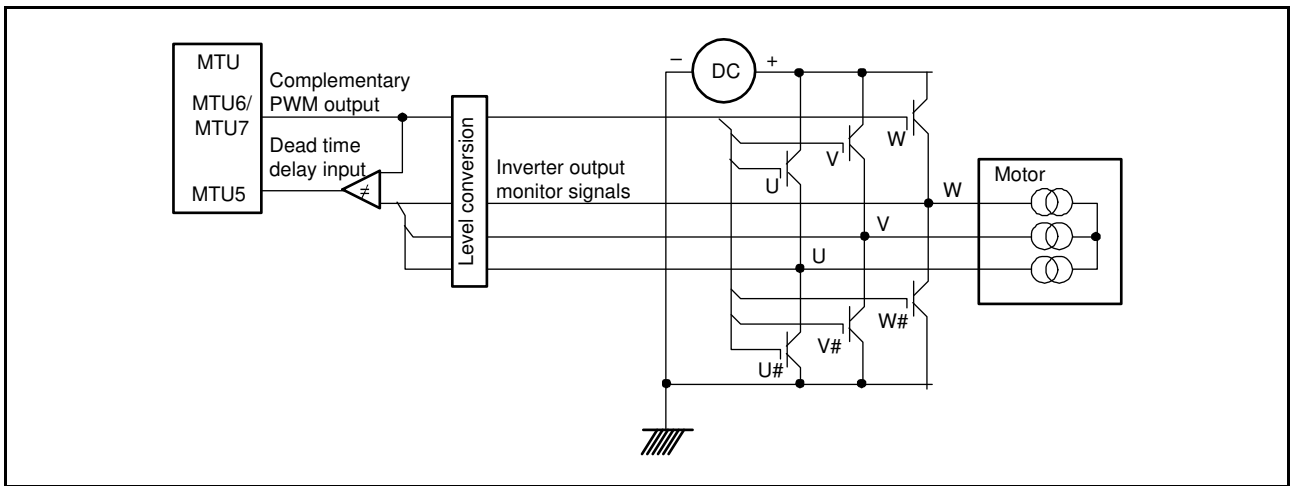 MTU
MTU6/
MTU7
MTU5
Complementary
PWM output
Dead time
delay input
≠
Level conversion
Inverter output
monitor signals
–
DC
+
W
V
U
W
V
U
W#
V#
U#
Motor